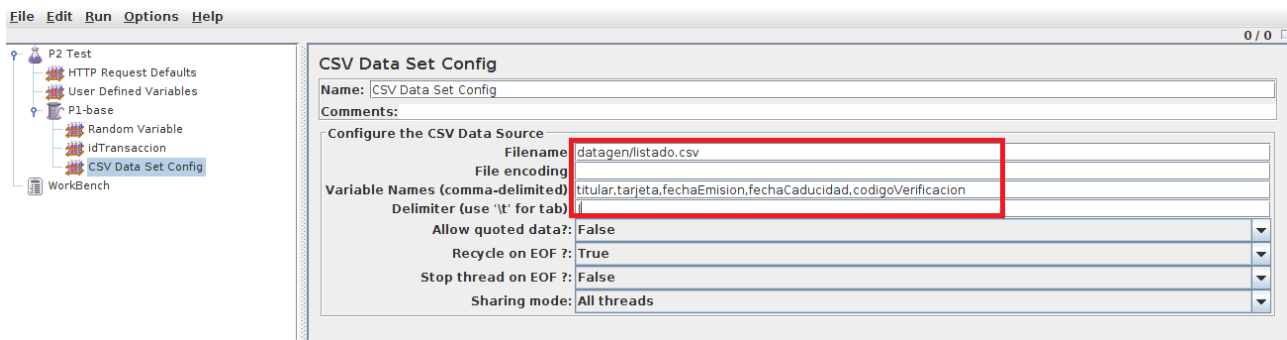 File Edit Run Options Help
0 / 0
P2 Test
HTTP Request Defaults
User Defined Variables
P1-base
Random Variable
idTransaccion
CSV Data Set Config
WorkBench
CSV Data Set Config
Name: CSV Data Set Config
Comments:
Configure the CSV Data Source
Filename datagen/listado.csv
File encoding
Variable Names (comma-delimited) titular,tarjeta,fechaEmision,fechaCaducidad,codigoVerificacion
Delimiter (use '\t' for tab) |
Allow quoted data?: False
Recycle on EOF ?: True
Stop thread on EOF ?: False
Sharing mode: All threads